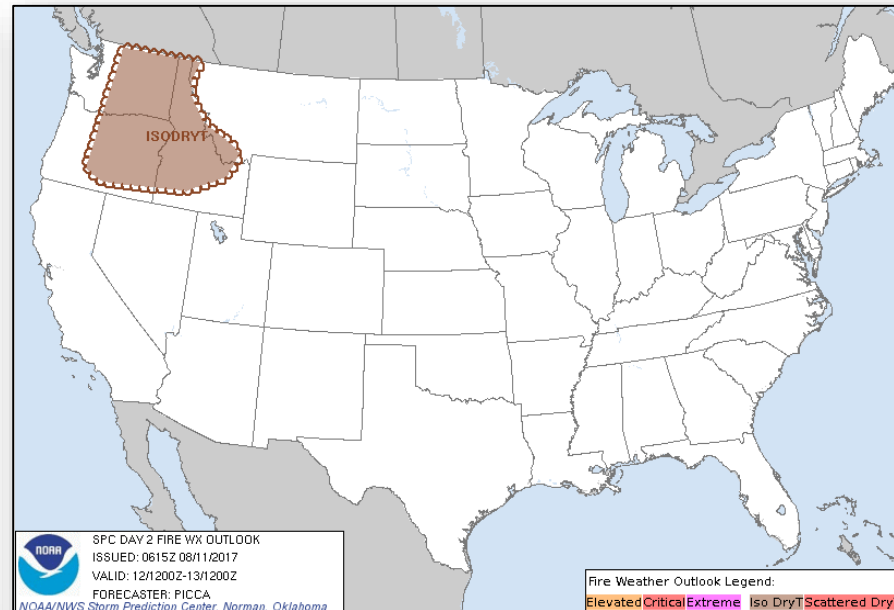 ISODRYT
NOAA
SPC DAY 2 FIRE WX OUTLOOK
ISSUED: 0615Z 08/11/2017
VALID: 12/1200Z-13/1200Z
FORECASTER: PICCA
NOAA/NWS Storm Prediction Center, Norman, Oklahoma
Fire Weather Outlook Legend:
Elevated Critical Extreme Iso DryT Scattered Dry